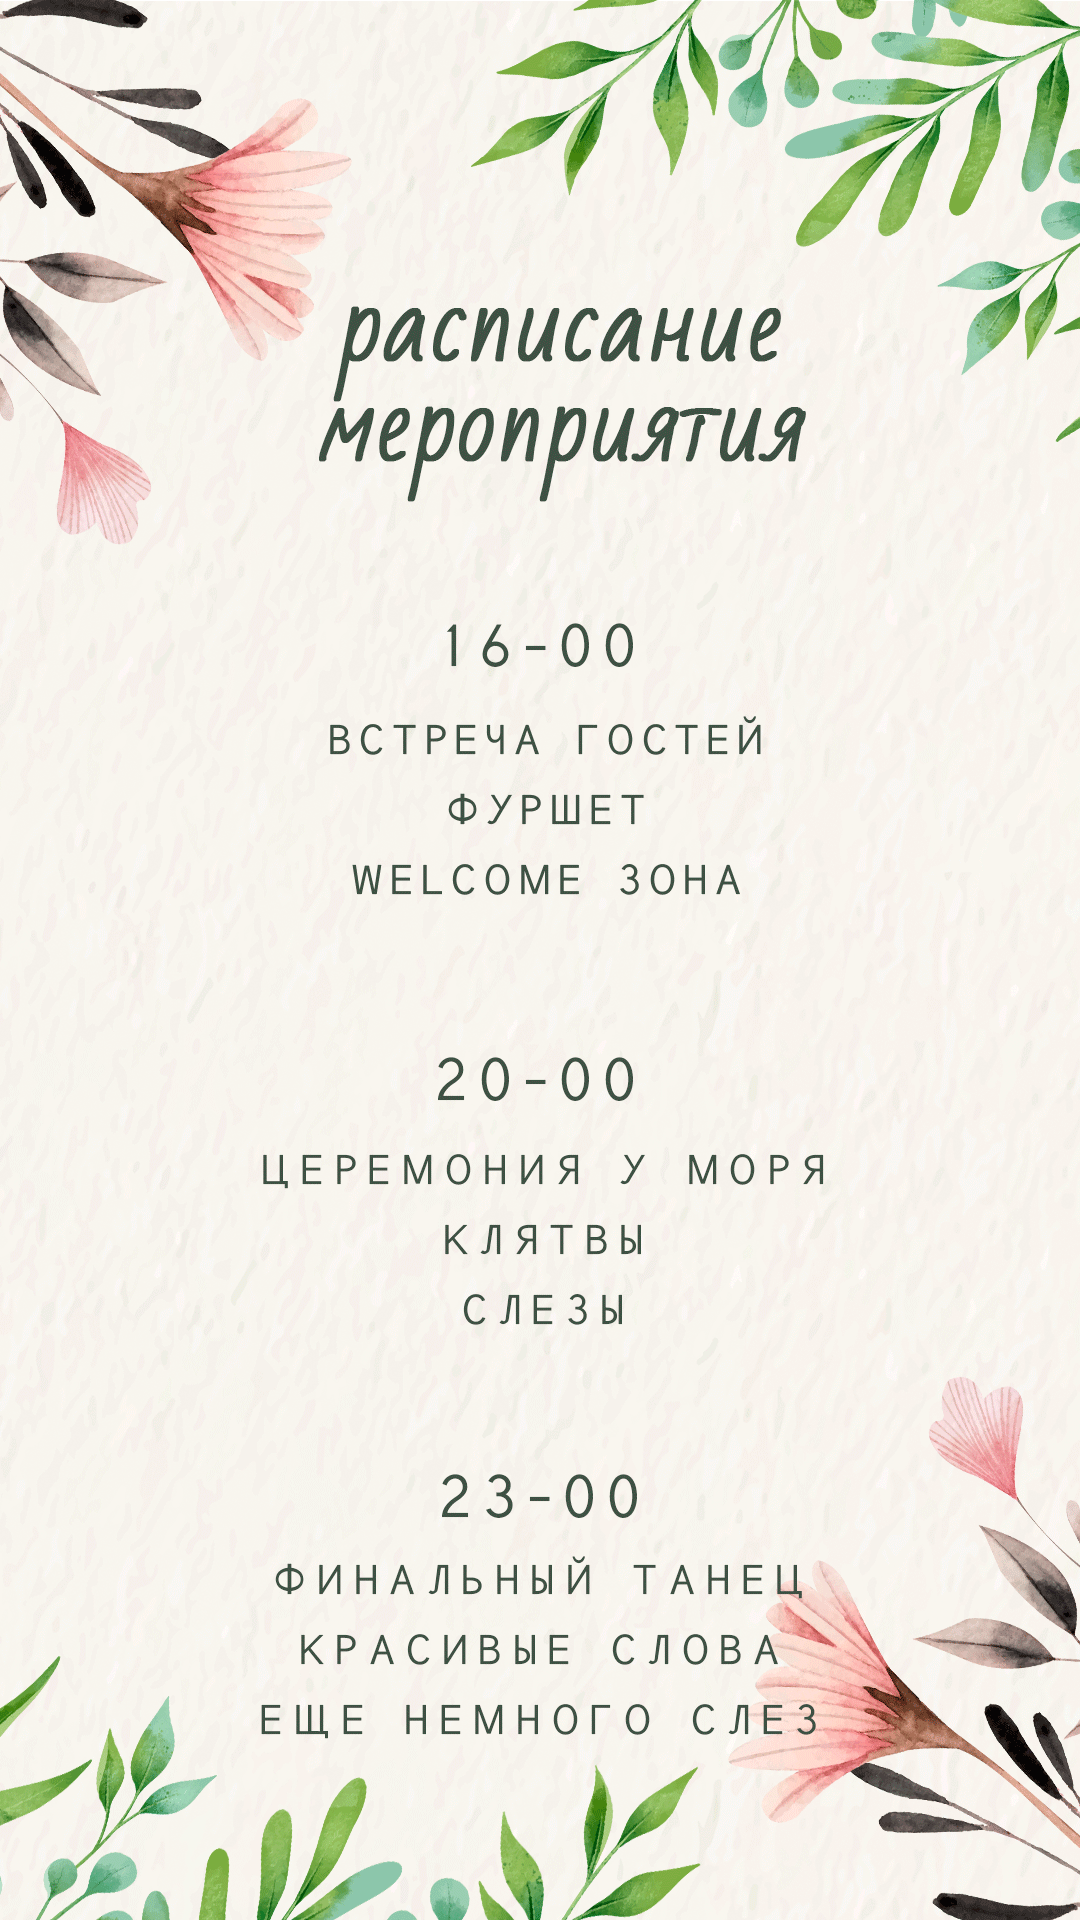 расписание
мероприятия
16-00
ВСТРЕЧА ГОСТЕЙ
ФУРШЕТ
WELCOME ЗОНА
20-00
ЦЕРЕМОНИЯ У МОРЯ
КЛЯТВЫ
СЛЕЗЫ
23-00
ФИНАЛЬНЫЙ ТАНЕЦ
КРАСИВЫЕ СЛОВА
ЕЩЕ НЕМНОГО СЛЕЗ